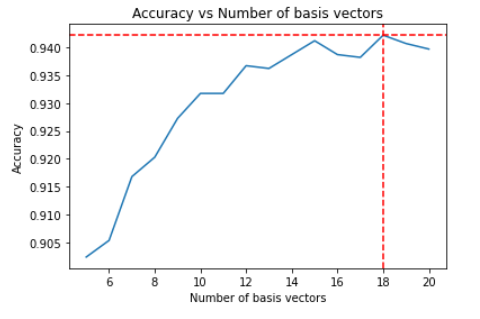 Accuracy vs Number of basis vectors
0.940
0.935
0.930
0.925
0.920
0.915
0.910
0.905
Accuracy
6 8 10 12 14 16 18 20
Number of basis vectors